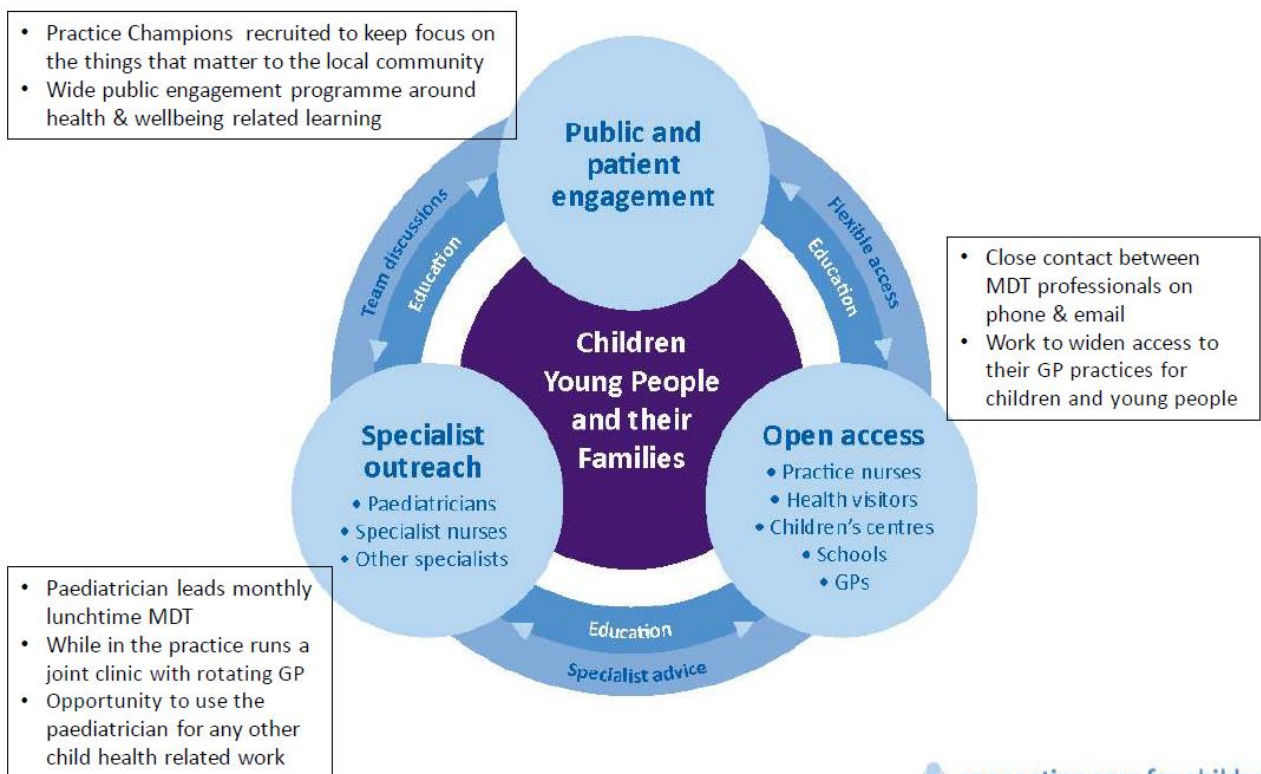 • Practice Champions recruited to keep focus on
the things that matter to the local community
• Wide public engagement programme around
health & wellbeing related learning
Public and
patient
engagement
Team discussions
Education
Flexible access
Education
• Close contact between
MDT professionals on
phone & email
• Work to widen access to
their GP practices for
children and young people
Children
Young People
and their
Families
Specialist
outreach
• Paediatricians
• Specialist nurses
• Other specialists
Open access
• Practice nurses
• Health visitors
• Children's centres
• Schools
• GPs
• Paediatrician leads monthly
lunchtime MDT
• While in the practice runs a
joint clinic with rotating GP
• Opportunity to use the
paediatrician for any other
child health related work
Education
Specialist advice